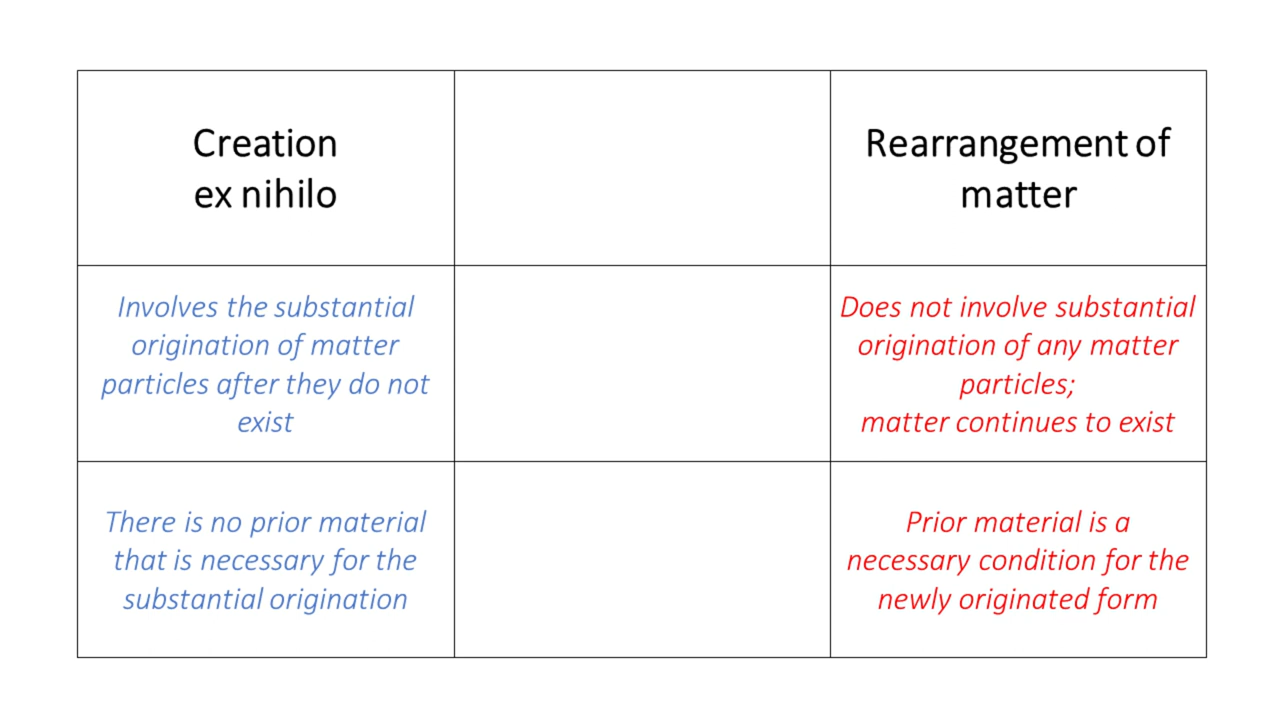 Creation
ex nihilo
Rearrangement of
matter
Involves the substantial
origination of matter
particles after they do not
exist
Does not involve substantial
origination of any matter
particles;
matter continues to exist
There is no prior material
that is necessary for the
substantial origination
Prior material is a
necessary condition for the
newly originated form